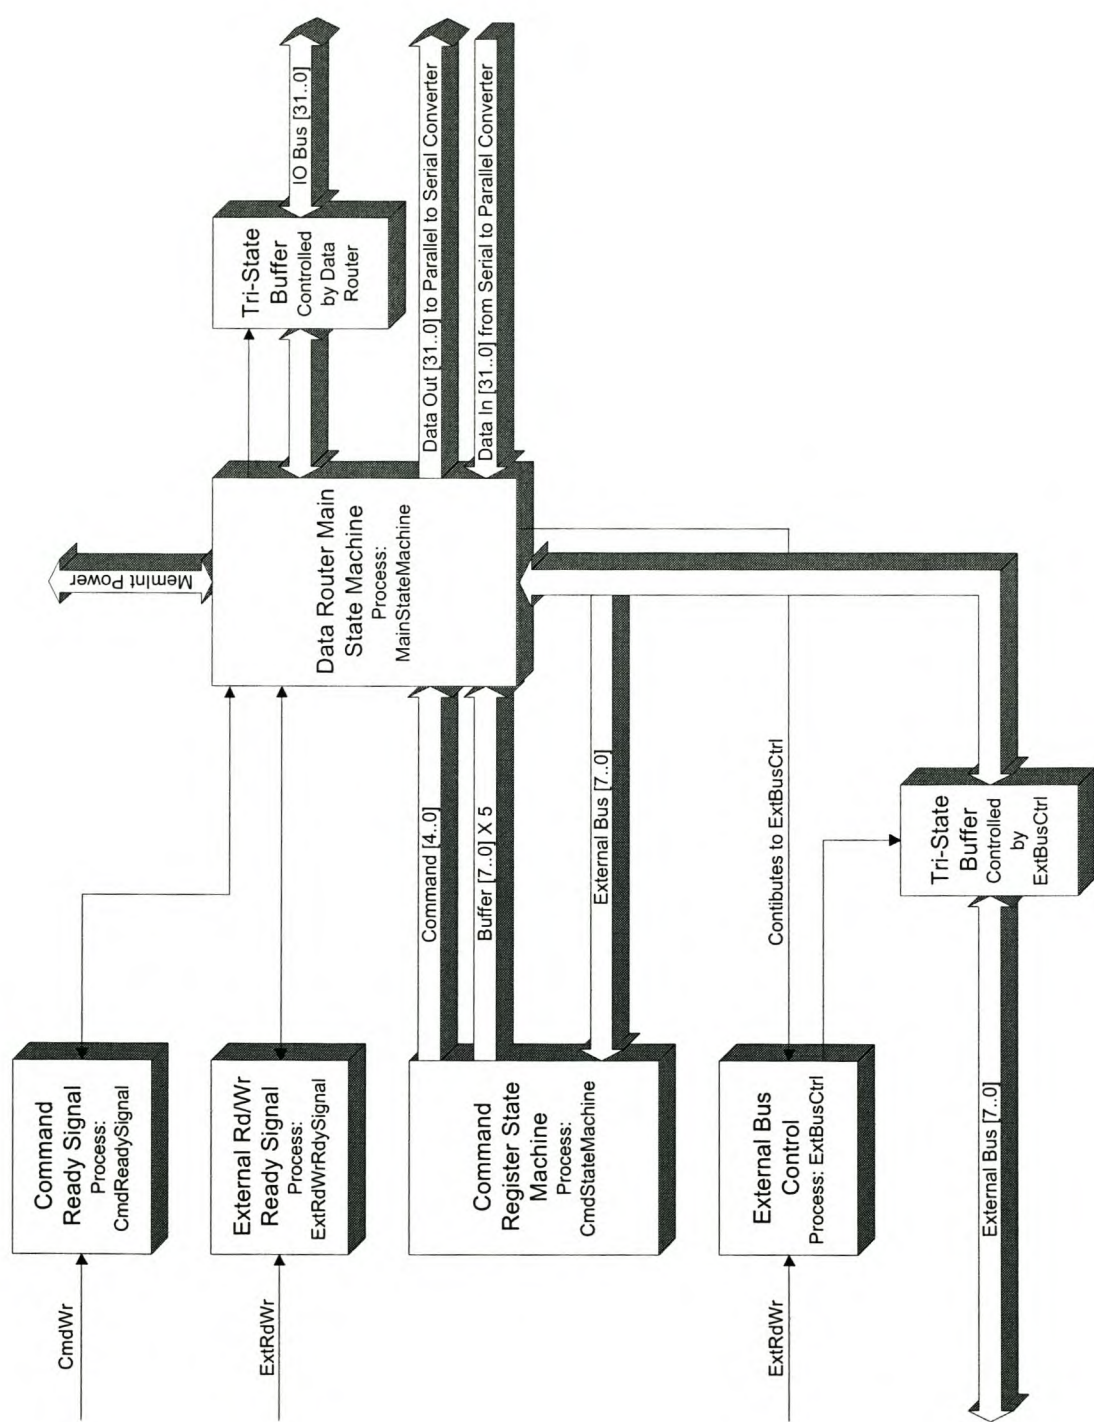 CmdWr
Command
Ready Signal
Process:
CmdReadySignal
ExtRdWr
External Rd/Wr
Ready Signal
Process:
ExtRdWrRdySignal
Command
Register State
Machine
Process:
CmdStateMachine
ExtRdWr
External Bus
Control
Process: ExtBusCtrl
External Bus [7..0]
Command [4..0]
Buffer [7..0] X 5
External Bus [7..0]
Contibutes to ExtBusCtrl
Tri-State
Buffer
Controlled
by
ExtBusCtrl
MemInt Power
Data Router Main
State Machine
Process:
MainStateMachine
Tri-State
Buffer
Controlled
by Data
Router
IO Bus [31..0]
Data Out [31..0] to Parallel to Serial Converter
Data In [31..0] from Serial to Parallel Converter